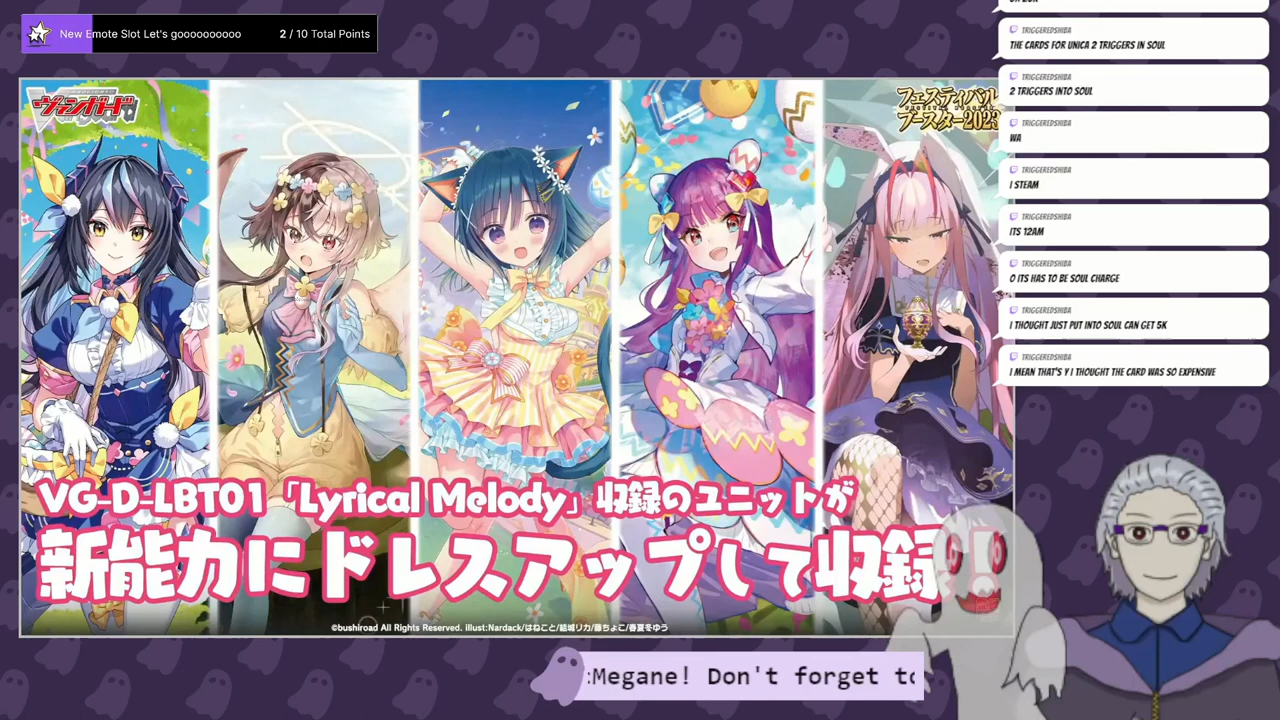 New Emote Slot Let's goooooooooo
2 / 10 (Viral) Points
ヴァンガード
フェスティバル
ブースター2023
VG-D-LBT01「Lyrical Melody」収録のユニットが
新能力にドレスアップして収録!
©bushiroad All Rights Reserved. illust:Nardack/はねこと/結城リカ/藤ちょこ/春夏冬ゆう
TRIGGEREDSHIBA
THE CARDS FOR UNICA 2 TRIGGERS IN SOUL
TRIGGEREDSHIBA
2 TRIGGERS INTO SOUL
TRIGGEREDSHIBA
WA
TRIGGEREDSHIBA
I STEAM
TRIGGEREDSHIBA
ITS 12AM
TRIGGEREDSHIBA
O ITS HAS TO BE SOUL CHARGE
TRIGGEREDSHIBA
I THOUGHT JUST PUT INTO SOUL CAN GET 5K
TRIGGEREDSHIBA
I MEAN THAT'S Y I THOUGHT THE CARD WAS SO EXPENSIVE
:Megane! Don't forget to